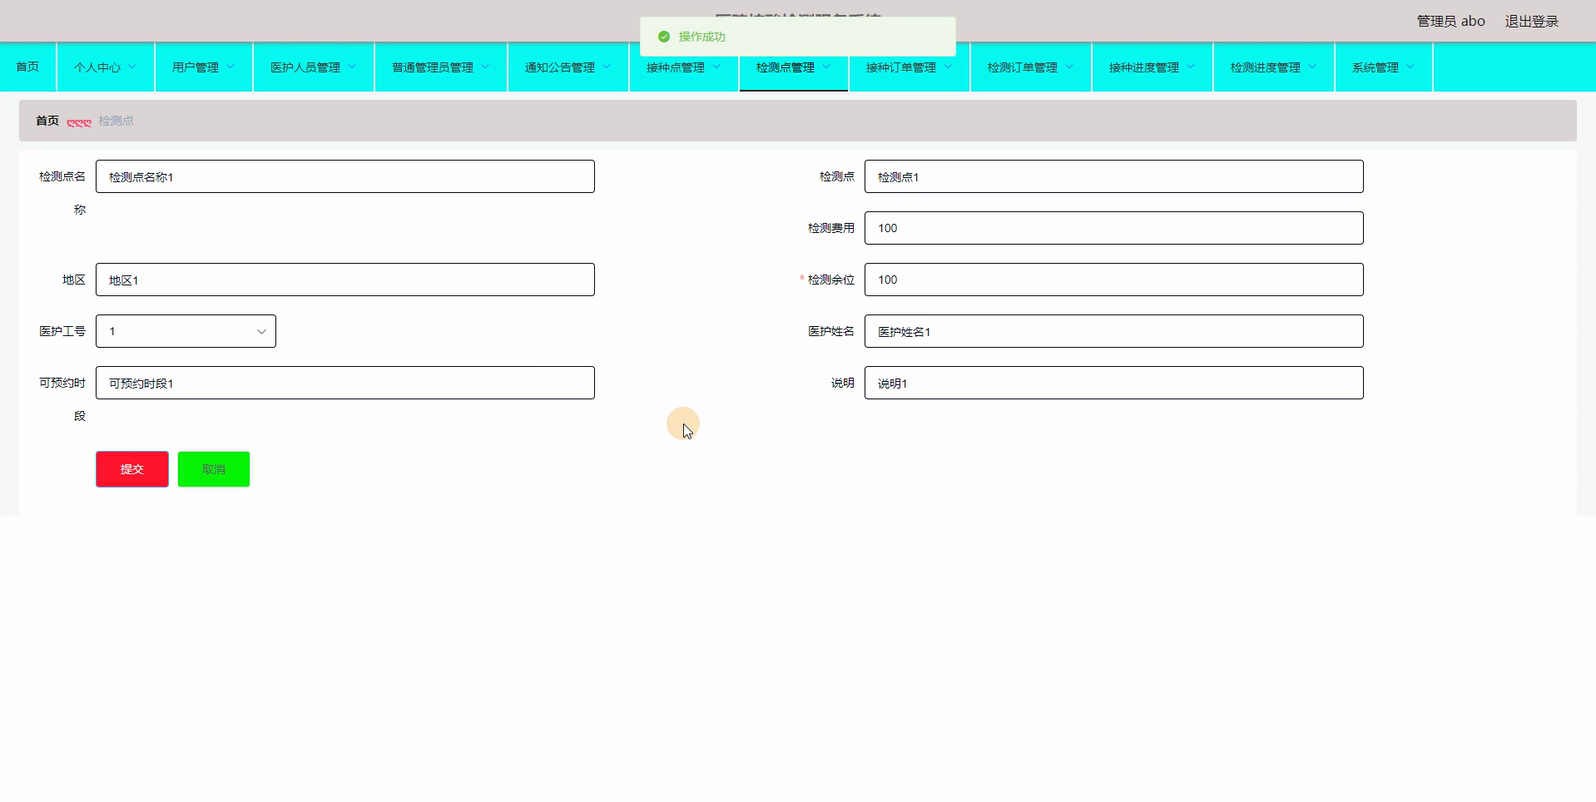 管理员 abo
退出登录
操作成功
首页
个人中心
用户管理
医护人员管理
普通管理员管理
通知公告管理
接种点管理
检测点管理
接种订单管理
检测订单管理
接种进度管理
检测进度管理
系统管理
首页
检测点
检测点名称
检测点名称1
检测点
检测点1
检测费用
100
地区
地区1
* 检测余位
100
医护工号
1
医护姓名
医护姓名1
可预约时段
可预约时段1
说明
说明1
提交
取消